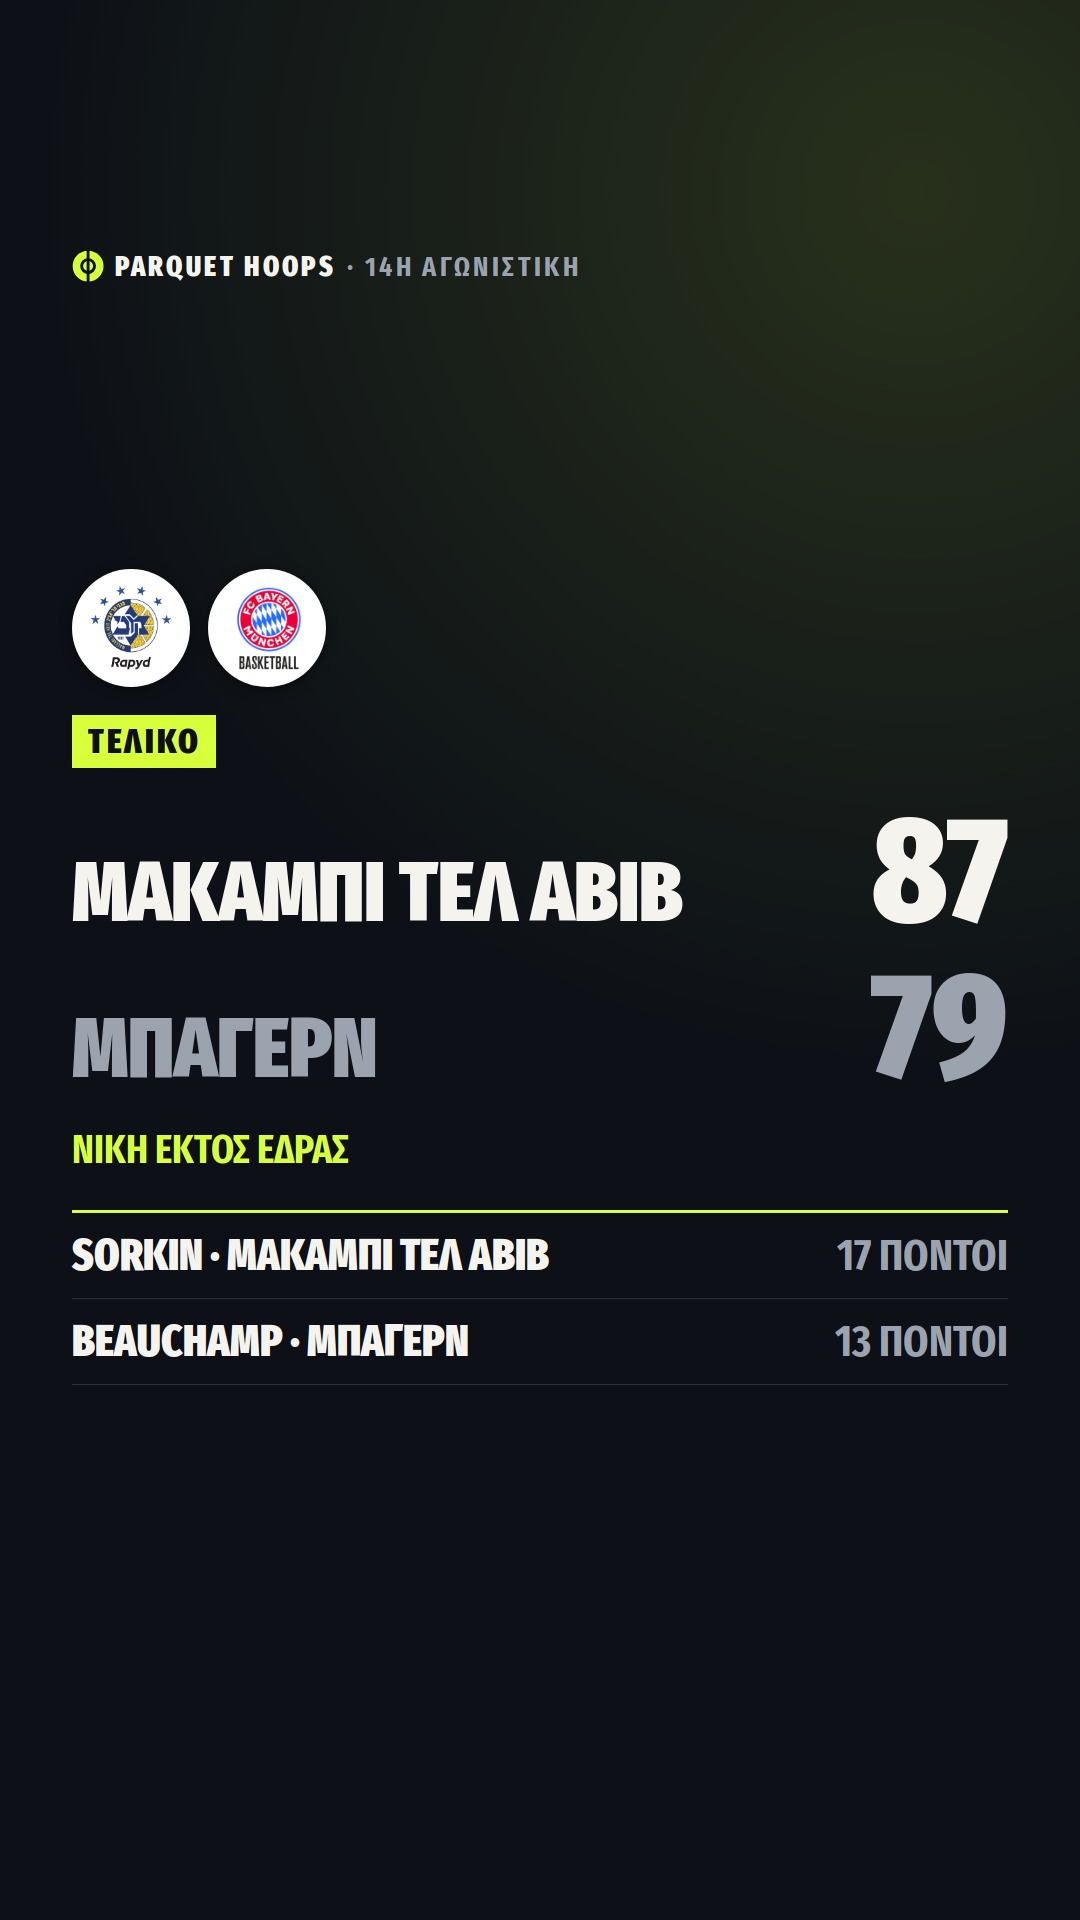 PARQUET HOOPS · 14Η ΑΓΩΝΙΣΤΙΚΗ
Rapyd
FC BAYERN MÜNCHEN
BASKETBALL
ΤΕΛΙΚΟ
ΜΑΚΑΜΠΙ ΤΕΛ ΑΒΙΒ 87
ΜΠΑΓΕΡΝ 79
ΝΙΚΗ ΕΚΤΟΣ ΕΔΡΑΣ
SORKIN · ΜΑΚΑΜΠΙ ΤΕΛ ΑΒΙΒ 17 ΠΟΝΤΟΙ
BEAUCHAMP · ΜΠΑΓΕΡΝ 13 ΠΟΝΤΟΙ